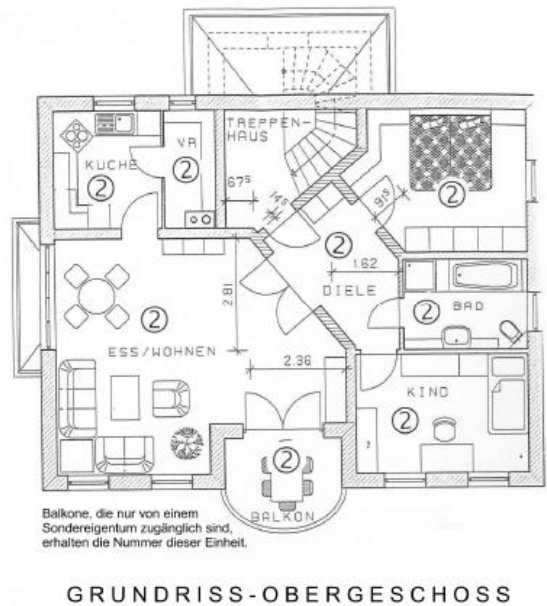 TREPPEN-
HAUS
VR
KÜCHE
2
2
67⁵
14⁵
91⁵
2
2
1.62
DIELE
2.81
2
ESS/WOHNEN
2
BAD
2.36
KIND
2
2
BALKON
Balkone, die nur von einem
Sondereigentum zugänglich sind,
erhalten die Nummer dieser Einheit.
GRUNDRISS-OBERGESCHOSS